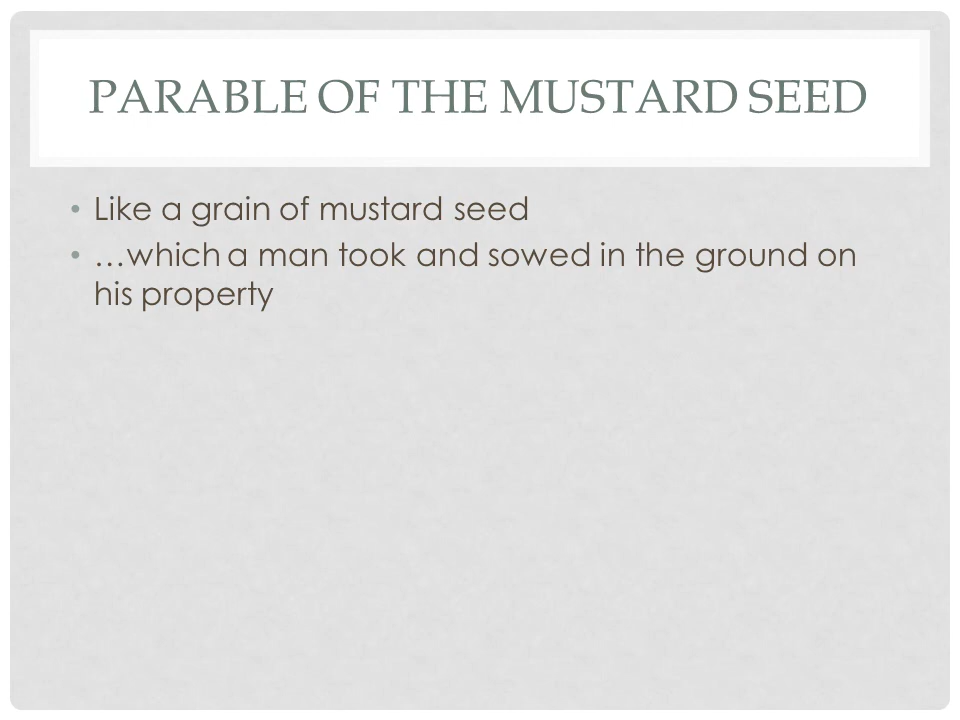 PARABLE OF THE MUSTARD SEED
• Like a grain of mustard seed
• …which a man took and sowed in the ground on
his property